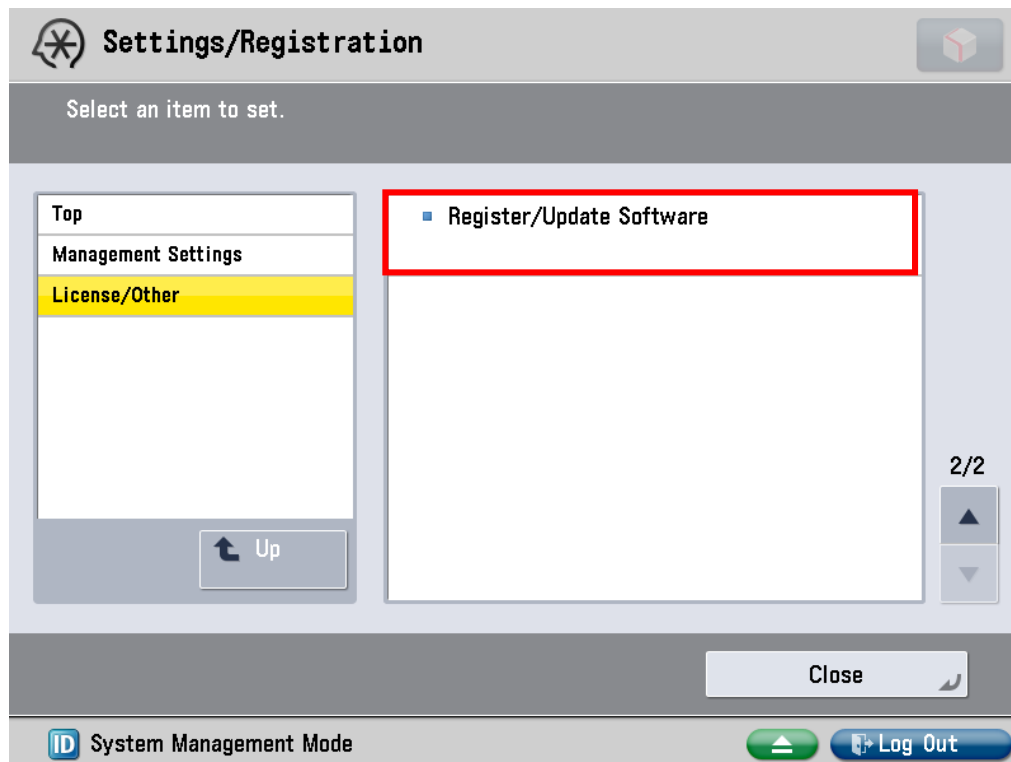 Settings/Registration
Select an item to set.
Top
Management Settings
License/Other
Register/Update Software
2/2
Up
Close
ID System Management Mode
Log Out